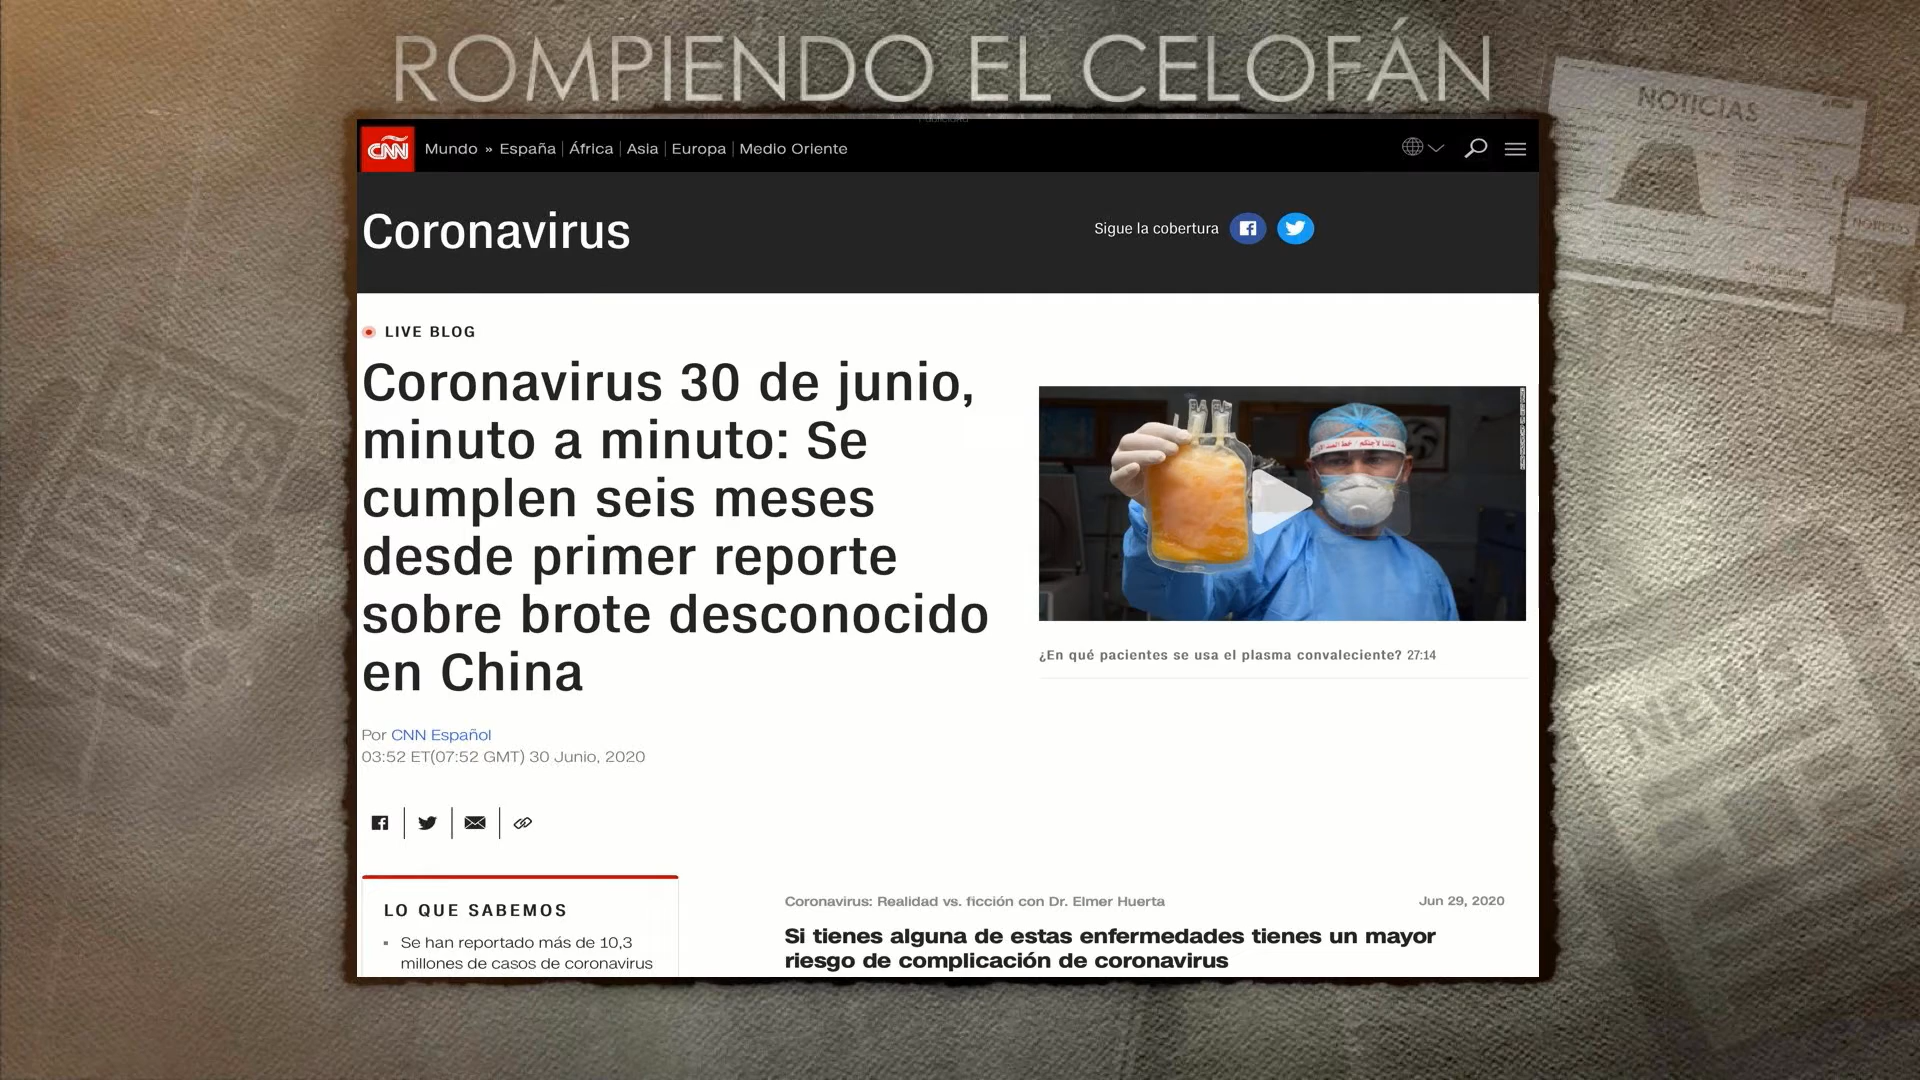 ROMPIENDO EL CELOFÁN
NOTICIAS
CNN
Mundo » España | África | Asia | Europa | Medio Oriente
Coronavirus
Sigue la cobertura
LIVE BLOG
Coronavirus 30 de junio,
minuto a minuto: Se
cumplen seis meses
desde primer reporte
sobre brote desconocido
en China
¿En qué pacientes se usa el plasma convaleciente? 27:14
Por CNN Español
03:52 ET(07:52 GMT) 30 Junio, 2020
LO QUE SABEMOS
▪ Se han reportado más de 10,3
millones de casos de coronavirus
Coronavirus: Realidad vs. ficción con Dr. Elmer Huerta
Jun 29, 2020
Si tienes alguna de estas enfermedades tienes un mayor
riesgo de complicación de coronavirus
News